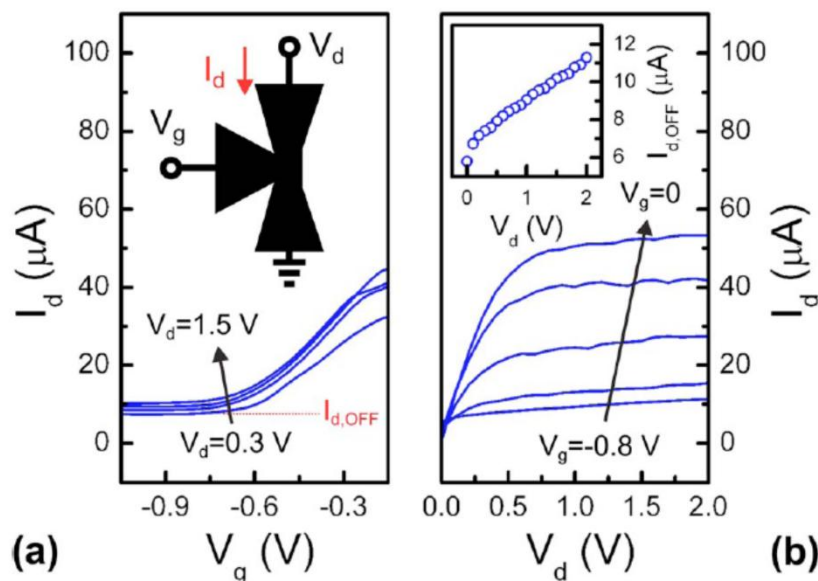 100
80
60
40
20
0
I_d (μA)
-0.9
-0.6
-0.3
V_g (V)
(a)
I_d
V_d
V_g
V_d=1.5 V
V_d=0.3 V
I_d,OFF
12
10
8
6
I_d,OFF (μA)
0
1
2
V_d (V)
V_g=0
V_g=-0.8 V
100
80
60
40
20
0
I_d (μA)
0.0
0.5
1.0
1.5
2.0
V_d (V)
(b)